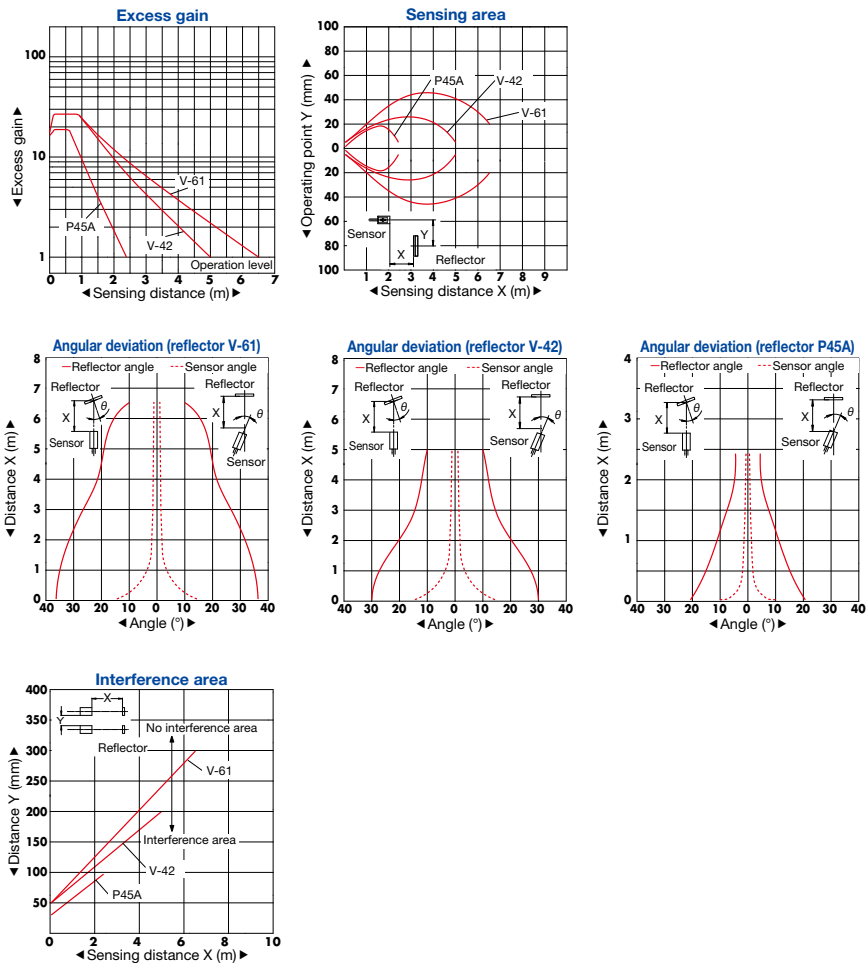 Excess gain
100
10
1
◄Excess gain►
V-61
P45A
V-42
Operation level
0 1 2 3 4 5 6 7
◄Sensing distance (m)►
Sensing area
100
80
60
40
20
0
20
40
60
80
100
◄Operating point Y (mm) ►
P45A
V-42
V-61
Sensor
Y
X
Reflector
1 2 3 4 5 6 7 8 9
◄Sensing distance X (m)►
Angular deviation (reflector V-61)
8
7
6
5
4
3
2
1
0
◄Distance X (m)►
Reflector angle
Sensor angle
Reflector
X
θ
Sensor
Reflector
X
θ
Sensor
40 30 20 10 0 10 20 30 40
◄Angle (°) ►
Angular deviation (reflector V-42)
8
7
6
5
4
3
2
1
0
◄Distance X (m)►
Reflector angle
Sensor angle
Reflector
X
θ
Sensor
Reflector
X
θ
Sensor
40 30 20 10 0 10 20 30 40
◄Angle (°) ►
Angular deviation (reflector P45A)
4
3
2
1
0
◄Distance X (m)►
Reflector angle
Sensor angle
Reflector
X
θ
Sensor
Reflector
X
θ
Sensor
40 30 20 10 0 10 20 30 40
◄Angle (°) ►
Interference area
400
350
300
250
200
150
100
50
◄Distance Y (mm)►
X
Y
No interference area
Reflector
V-61
Interference area
V-42
P45A
0 2 4 6 8 10
◄Sensing distance X (m)►